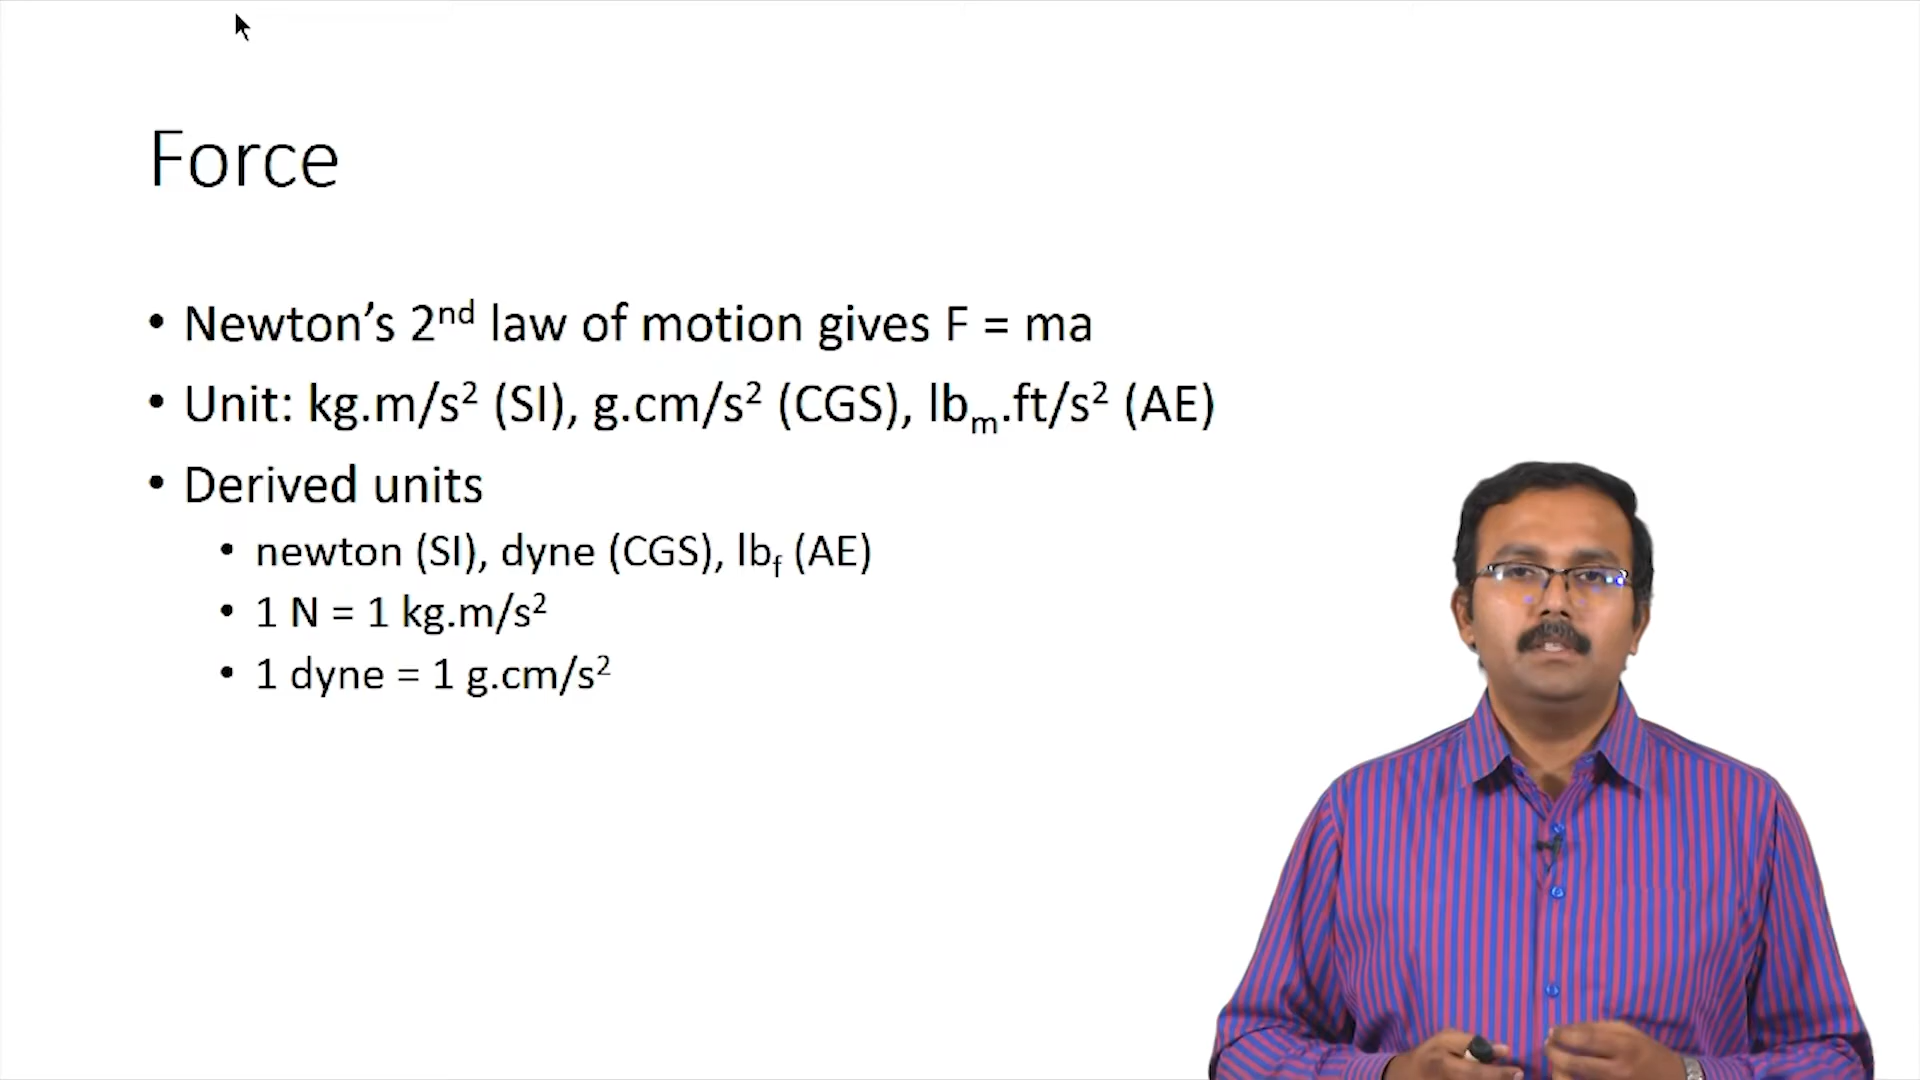 Force
• Newton’s 2ⁿᵈ law of motion gives F = ma
• Unit: kg.m/s² (SI), g.cm/s² (CGS), lbₘ.ft/s² (AE)
• Derived units
• newton (SI), dyne (CGS), lb_f (AE)
• 1 N = 1 kg.m/s²
• 1 dyne = 1 g.cm/s²